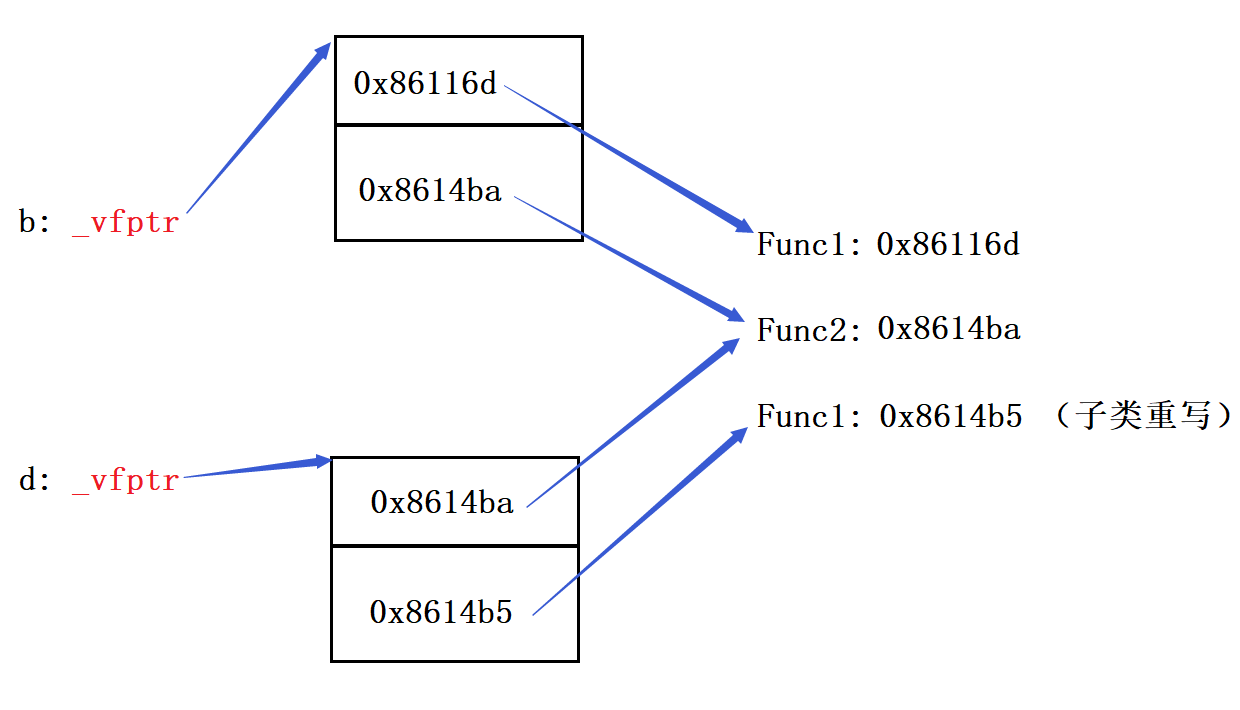 0x86116d
0x8614ba
b: _vfptr
Func1: 0x86116d
Func2: 0x8614ba
Func1: 0x8614b5 （子类重写）
d: _vfptr
0x8614ba
0x8614b5